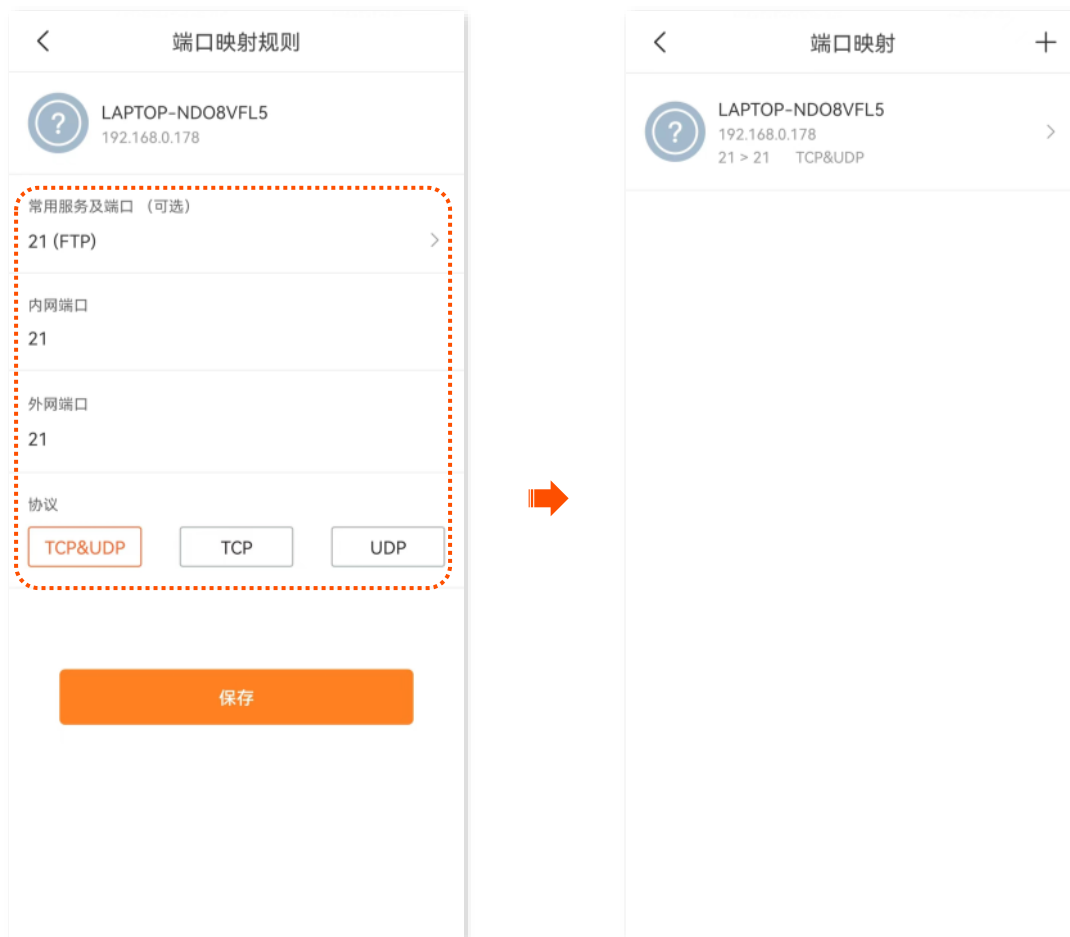 端口映射规则
?
LAPTOP-NDO8VFL5
192.168.0.178
常用服务及端口 （可选）
21 (FTP)
内网端口
21
外网端口
21
协议
TCP&UDP
TCP
UDP
保存
端口映射
?
LAPTOP-NDO8VFL5
192.168.0.178
21 > 21 TCP&UDP